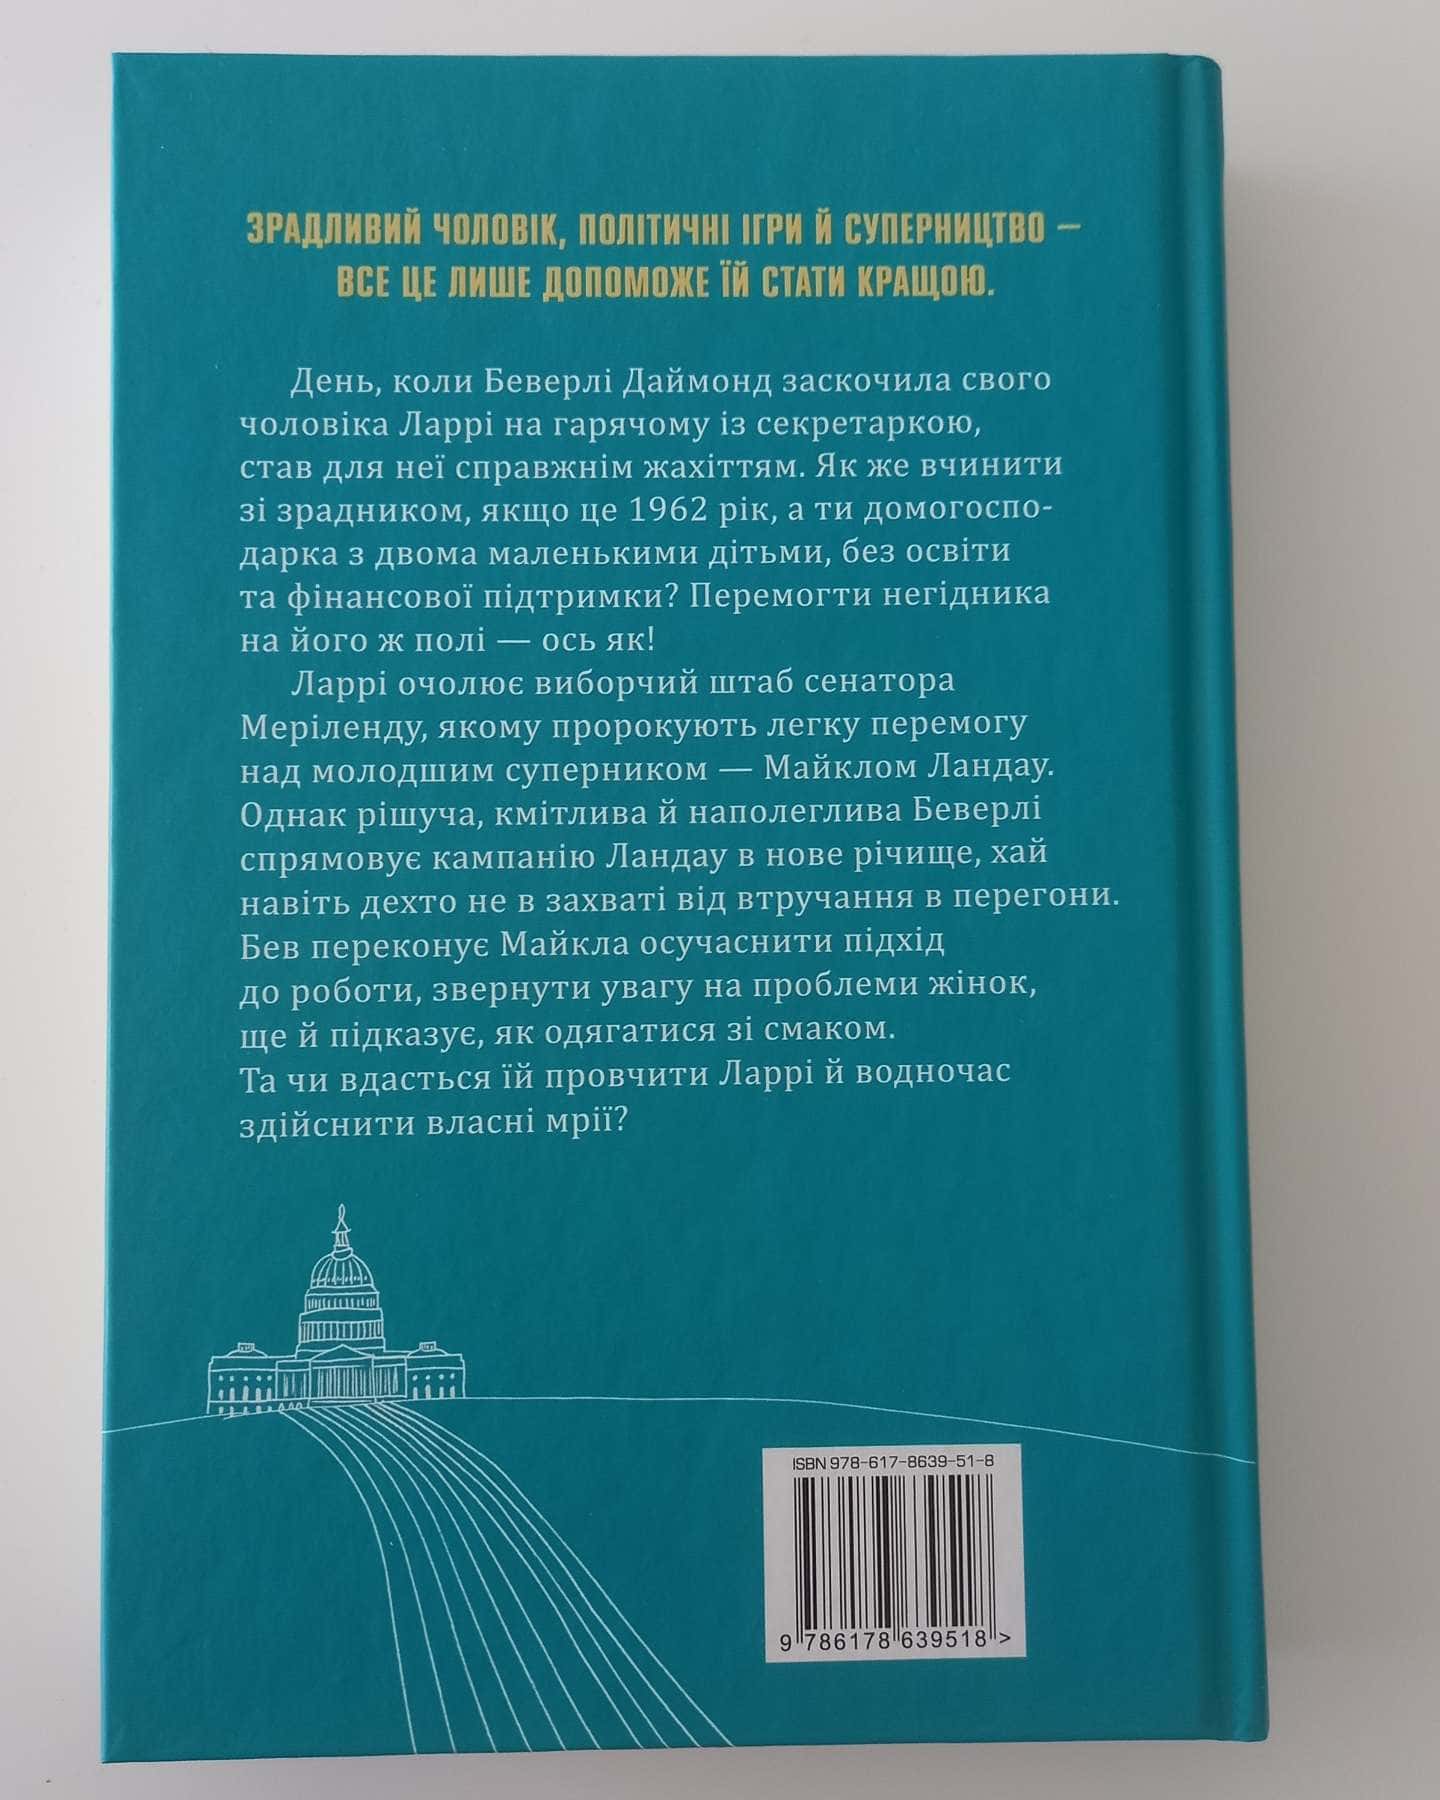 ЗРАДЛИВИЙ ЧОЛОВІК, ПОЛІТИЧНІ ІГРИ Й СУПЕРНИЦТВО —
ВСЕ ЦЕ ЛИШЕ ДОПОМОЖЕ ЇЙ СТАТИ КРАЩОЮ.
День, коли Беверлі Даймонд заскочила свого
чоловіка Ларрі на гарячому із секретаркою,
став для неї справжнім жахіттям. Як же вчинити
зі зрадником, якщо це 1962 рік, а ти домогоспо-
дарка з двома маленькими дітьми, без освіти
та фінансової підтримки? Перемогти негідника
на його ж полі — ось як!
Ларрі очолює виборчий штаб сенатора
Меріленду, якому пророкують легку перемогу
над молодшим суперником — Майклом Ландау.
Однак рішуча, кмітлива й наполеглива Беверлі
спрямовує кампанію Ландау в нове річище, хай
навіть дехто не в захваті від втручання в перегони.
Бев переконує Майкла осучаснити підхід
до роботи, звернути увагу на проблеми жінок,
ще й підказує, як одягатися зі смаком.
Та чи вдасться їй провчити Ларрі й водночас
здійснити власні мрії?
ISBN 978-617-8639-51-8
9 786178 639518 >